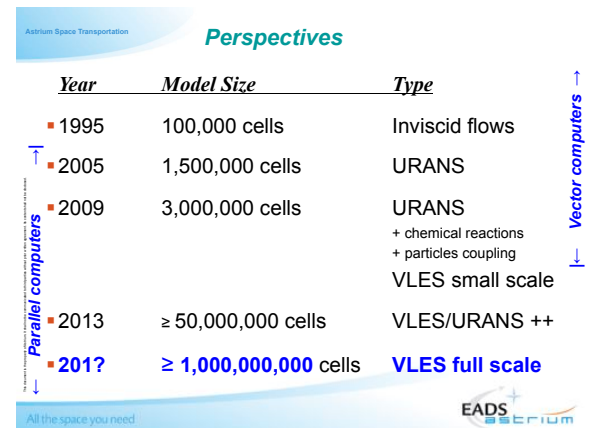 Astrium Space Transportation
Perspectives
Year Model Size Type
▪ 1995 100,000 cells Inviscid flows
▪ 2005 1,500,000 cells URANS
▪ 2009 3,000,000 cells URANS
+ chemical reactions
+ particles coupling
VLES small scale
▪ 2013 ≥ 50,000,000 cells VLES/URANS ++
▪ 201? ≥ 1,000,000,000 cells VLES full scale
← Parallel computers →|
|← Vector computers →
All the space you need
EADS
astrium